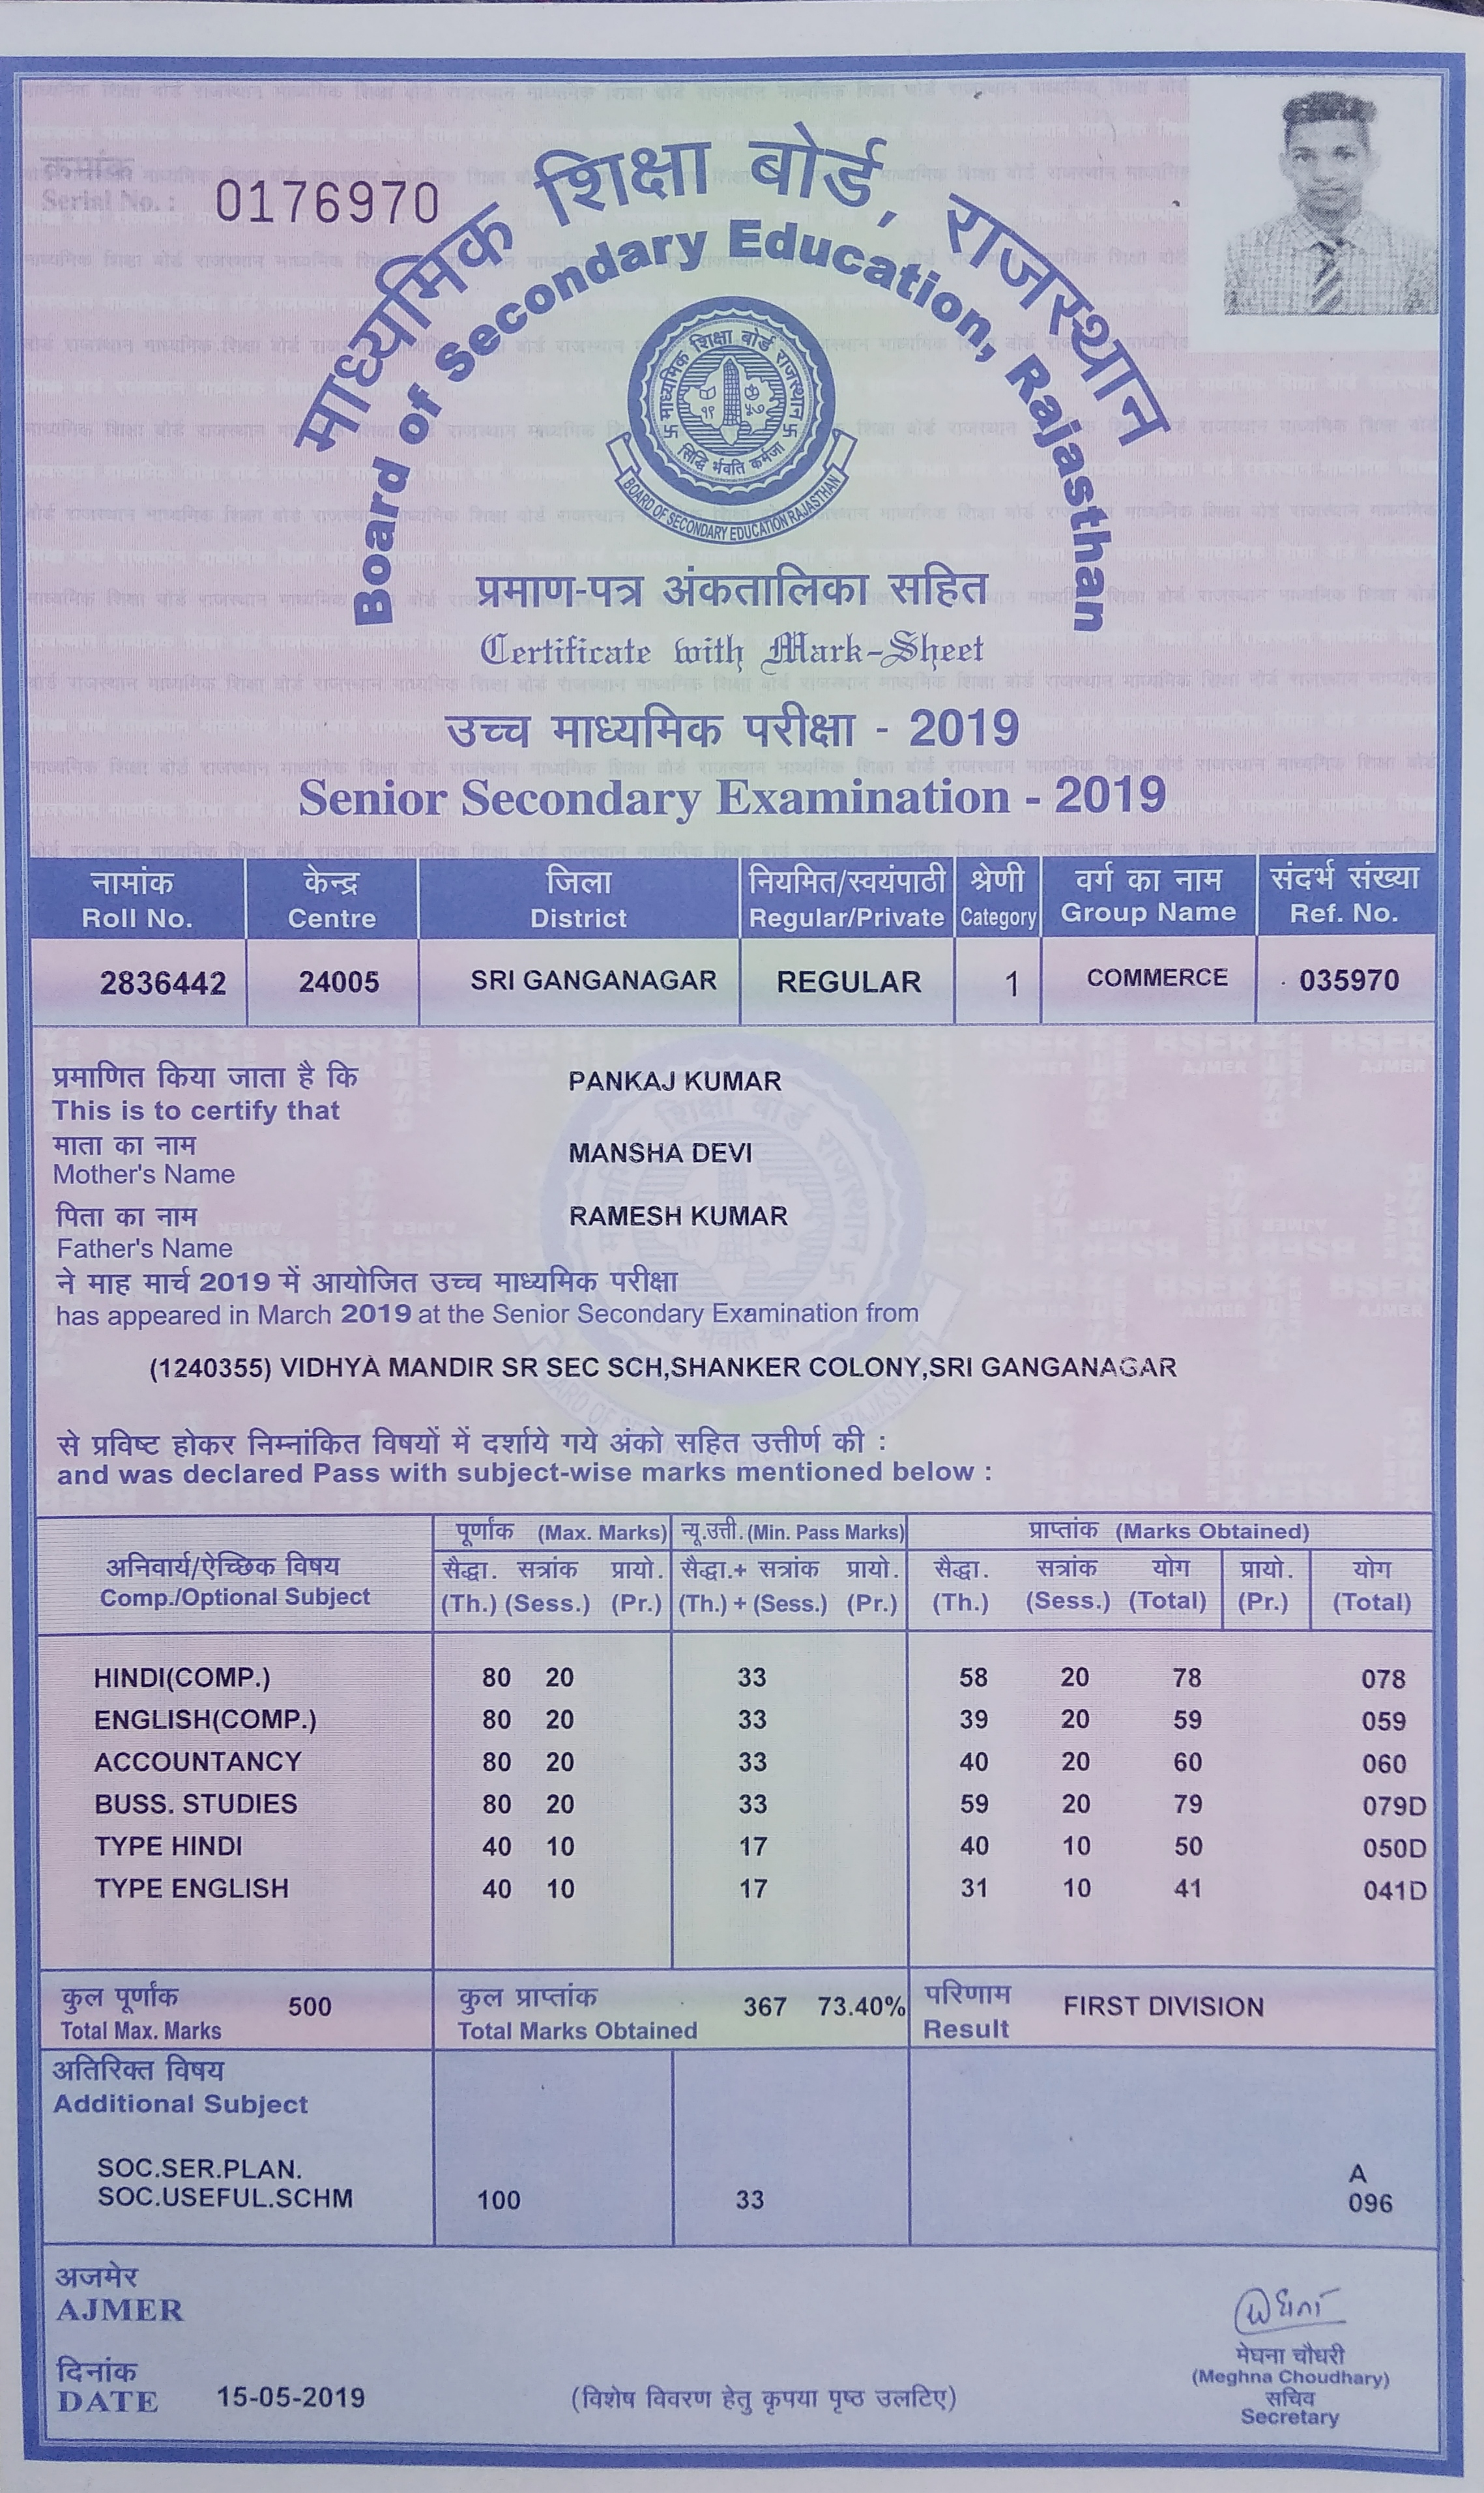 क्रमांक
Serial No. : 0176970
माध्यमिक शिक्षा बोर्ड, राजस्थान
Board of Secondary Education, Rajasthan
माध्यमिक शिक्षा बोर्ड राजस्थान
१९ ५७
सिद्धि र्भवति कर्मजा
BOARD OF SECONDARY EDUCATION RAJASTHAN
प्रमाण-पत्र अंकतालिका सहित
Certificate with Mark-Sheet
उच्च माध्यमिक परीक्षा - 2019
Senior Secondary Examination - 2019
नामांक केन्द्र जिला नियमित/स्वयंपाठी श्रेणी वर्ग का नाम संदर्भ संख्या
Roll No. Centre District Regular/Private Category Group Name Ref. No.
2836442 24005 SRI GANGANAGAR REGULAR 1 COMMERCE 035970
प्रमाणित किया जाता है कि PANKAJ KUMAR
This is to certify that
माता का नाम MANSHA DEVI
Mother's Name
पिता का नाम RAMESH KUMAR
Father's Name
ने माह मार्च 2019 में आयोजित उच्च माध्यमिक परीक्षा
has appeared in March 2019 at the Senior Secondary Examination from
(1240355) VIDHYA MANDIR SR SEC SCH,SHANKER COLONY,SRI GANGANAGAR
से प्रविष्ट होकर निम्नांकित विषयों में दर्शाये गये अंको सहित उत्तीर्ण की :
and was declared Pass with subject-wise marks mentioned below :
पूर्णांक (Max. Marks) न्यू.उत्ती. (Min. Pass Marks) प्राप्तांक (Marks Obtained)
अनिवार्य/ऐच्छिक विषय सैद्धा. सत्रांक प्रायो. सैद्धा.+ सत्रांक प्रायो. सैद्धा. सत्रांक योग प्रायो. योग
Comp./Optional Subject (Th.) (Sess.) (Pr.) (Th.) + (Sess.) (Pr.) (Th.) (Sess.) (Total) (Pr.) (Total)
HINDI(COMP.) 80 20 33 58 20 78 078
ENGLISH(COMP.) 80 20 33 39 20 59 059
ACCOUNTANCY 80 20 33 40 20 60 060
BUSS. STUDIES 80 20 33 59 20 79 079D
TYPE HINDI 40 10 17 40 10 50 050D
TYPE ENGLISH 40 10 17 31 10 41 041D
कुल पूर्णांक 500 कुल प्राप्तांक 367 73.40% परिणाम FIRST DIVISION
Total Max. Marks Total Marks Obtained Result
अतिरिक्त विषय
Additional Subject
SOC.SER.PLAN. A
SOC.USEFUL.SCHM 100 33 096
अजमेर
AJMER
मेघना चौधरी
(Meghna Choudhary)
सचिव
Secretary
दिनांक
DATE 15-05-2019
(विशेष विवरण हेतु कृपया पृष्ठ उलटिए)